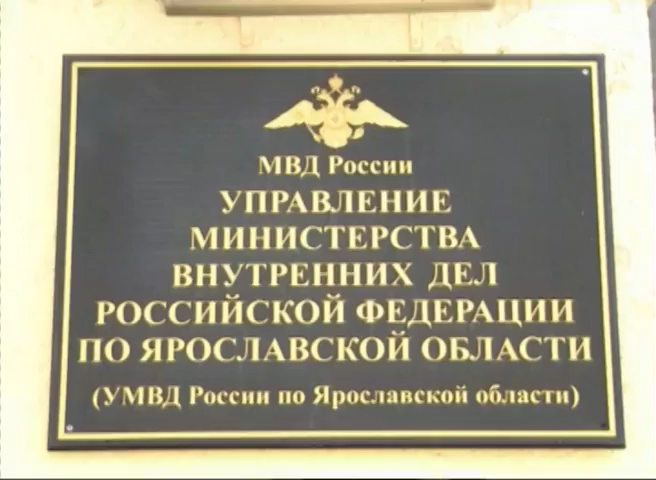 МВД России
УПРАВЛЕНИЕ
МИНИСТЕРСТВА
ВНУТРЕННИХ ДЕЛ
РОССИЙСКОЙ ФЕДЕРАЦИИ
ПО ЯРОСЛАВСКОЙ ОБЛАСТИ
(УМВД России по Ярославской области)